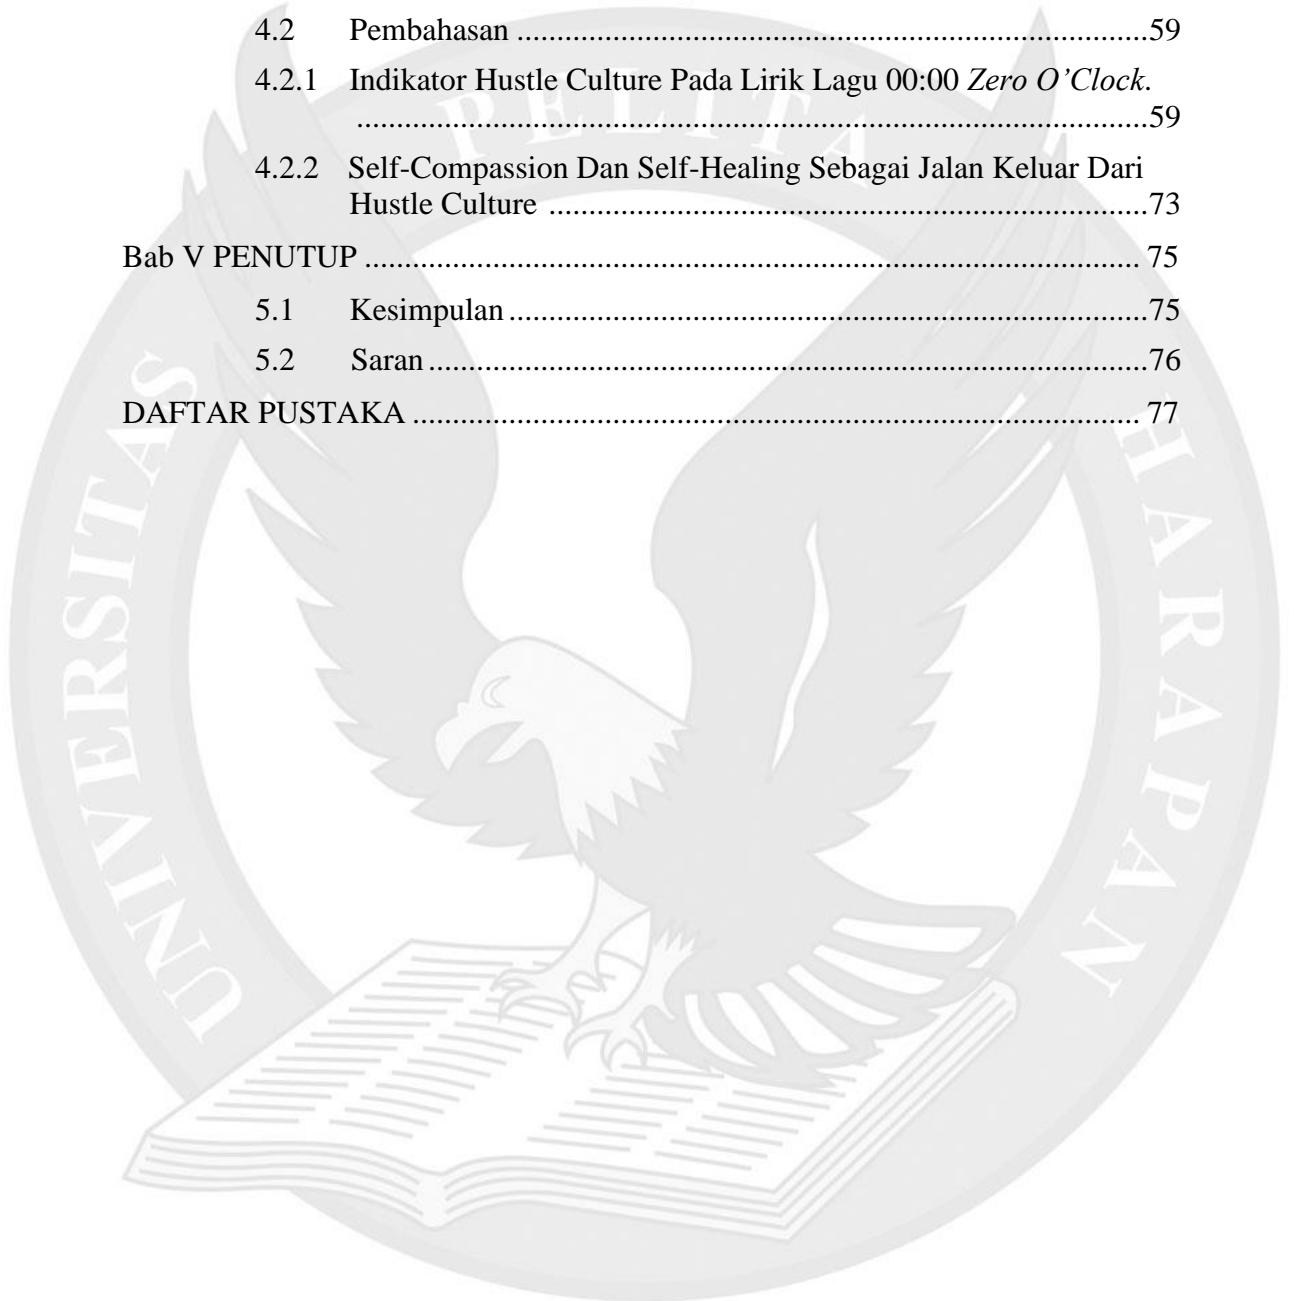 4.2 Pembahasan ...............................................................................59
4.2.1 Indikator Hustle Culture Pada Lirik Lagu 00:00 Zero O’Clock.
...................................................................................................59
4.2.2 Self-Compassion Dan Self-Healing Sebagai Jalan Keluar Dari
Hustle Culture ...........................................................................73
Bab V PENUTUP ................................................................................................. 75
5.1 Kesimpulan ................................................................................75
5.2 Saran ..........................................................................................76
DAFTAR PUSTAKA ........................................................................................... 77
UNIVERSITAS PELITA HARAPAN